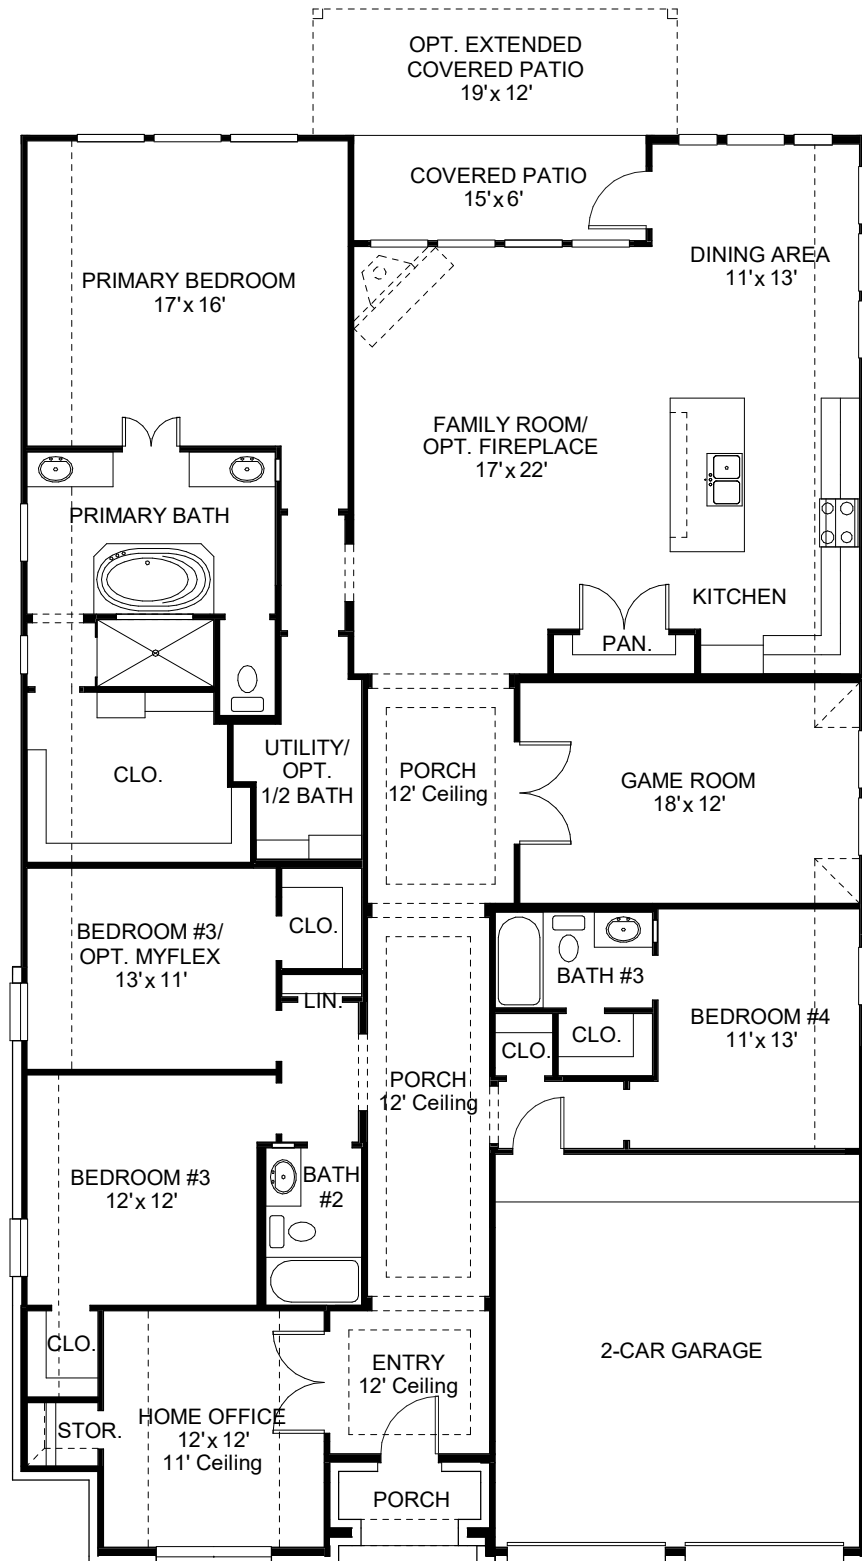 OPT. EXTENDED
COVERED PATIO
19'x 12'
COVERED PATIO
15'x 6'
DINING AREA
11'x 13'
PRIMARY BEDROOM
17'x 16'
FAMILY ROOM/
OPT. FIREPLACE
17'x 22'
PRIMARY BATH
KITCHEN
PAN.
UTILITY/
OPT.
1/2 BATH
CLO.
PORCH
12' Ceiling
GAME ROOM
18'x 12'
BEDROOM #3/
OPT. MYFLEX
13'x 11'
CLO.
LIN.
BATH #3
CLO.
CLO.
BEDROOM #4
11'x 13'
PORCH
12' Ceiling
BEDROOM #3
12'x 12'
BATH
#2
CLO.
2-CAR GARAGE
ENTRY
12' Ceiling
STOR.
HOME OFFICE
12'x 12'
11' Ceiling
PORCH